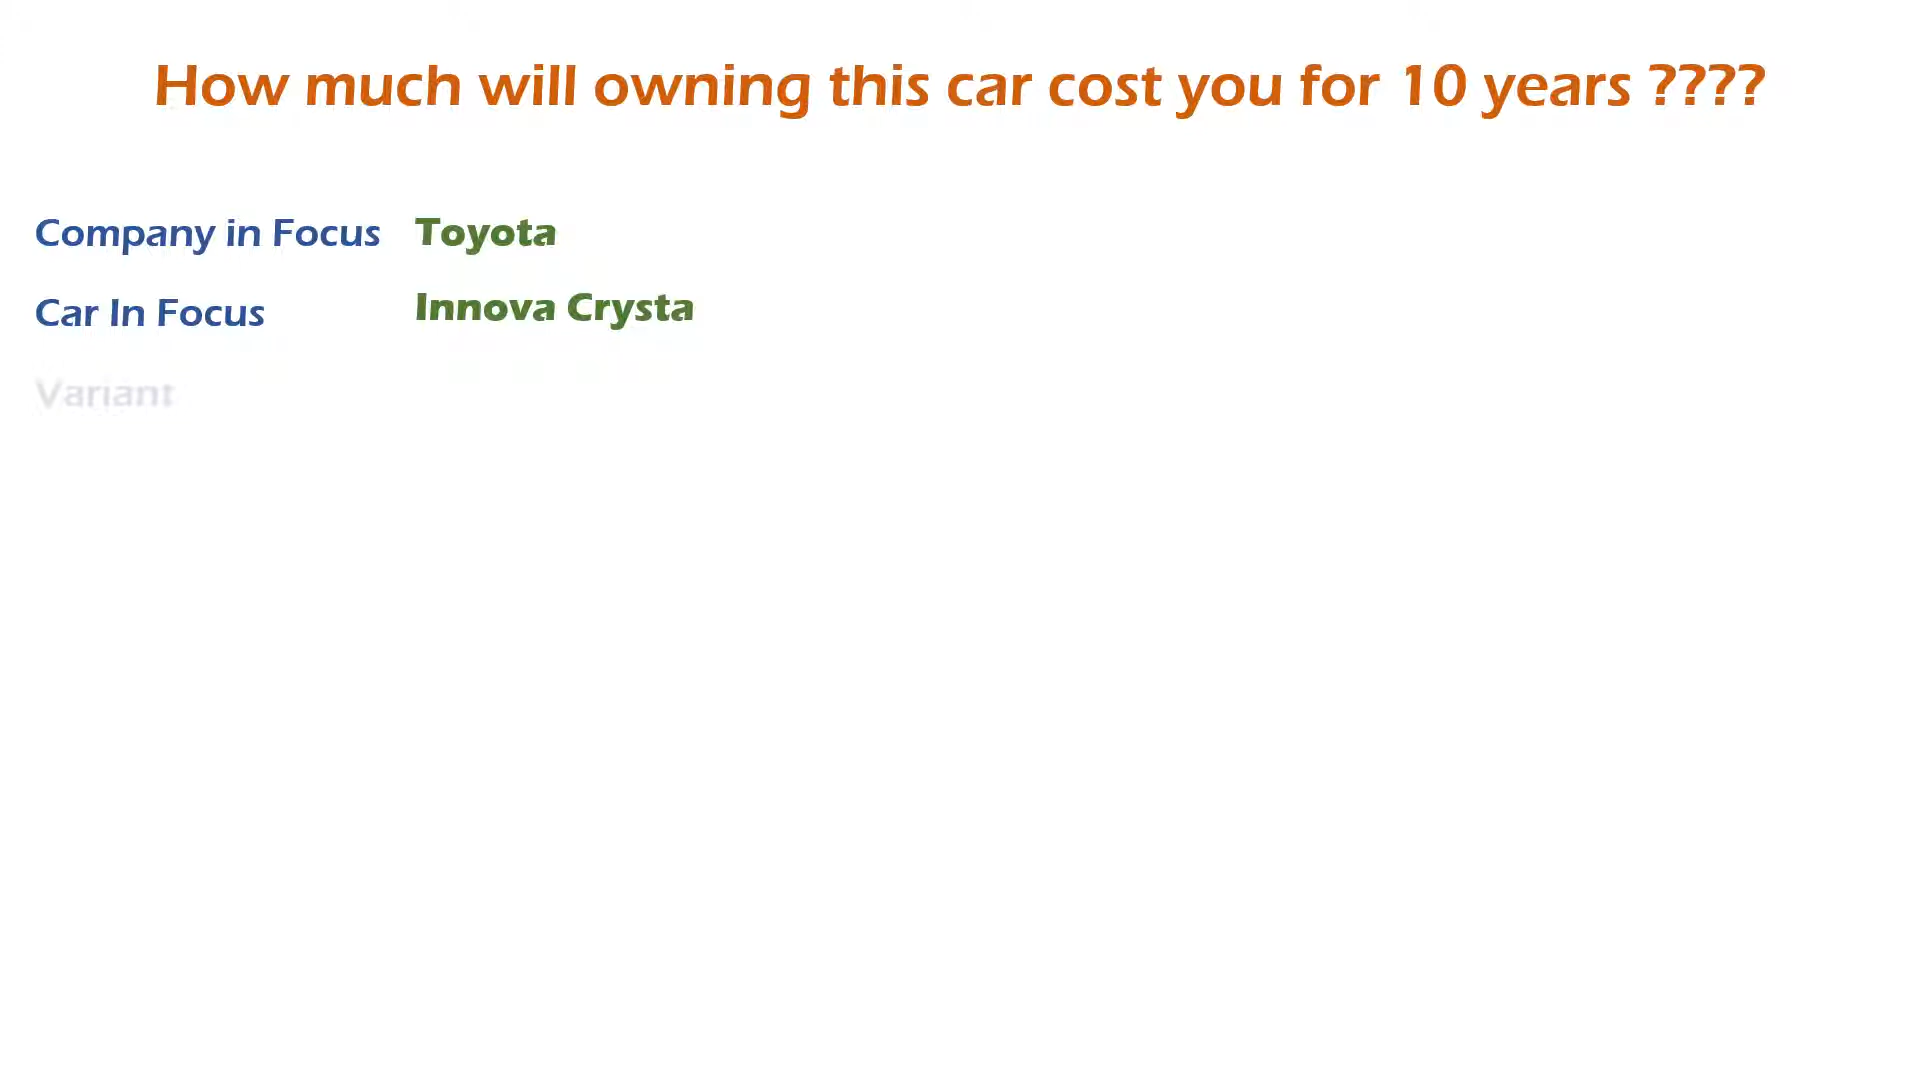 How much will owning this car cost you for 10 years ????
Company in Focus Toyota
Car In Focus Innova Crysta
Variant